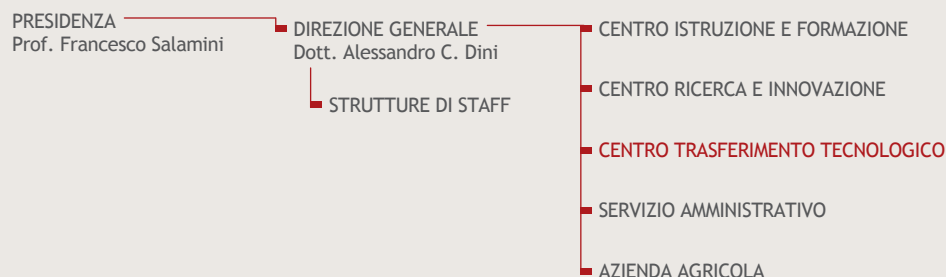 PRESIDENZA
Prof. Francesco Salamini
DIREZIONE GENERALE
Dott. Alessandro C. Dini
STRUTTURE DI STAFF
CENTRO ISTRUZIONE E FORMAZIONE
CENTRO RICERCA E INNOVAZIONE
CENTRO TRASFERIMENTO TECNOLOGICO
SERVIZIO AMMINISTRATIVO
AZIENDA AGRICOLA